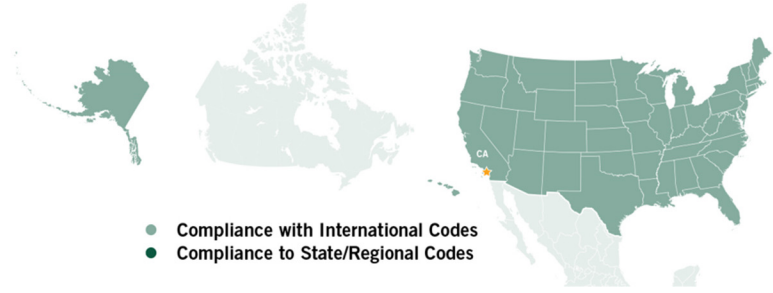 CA
Compliance with International Codes
Compliance to State/Regional Codes